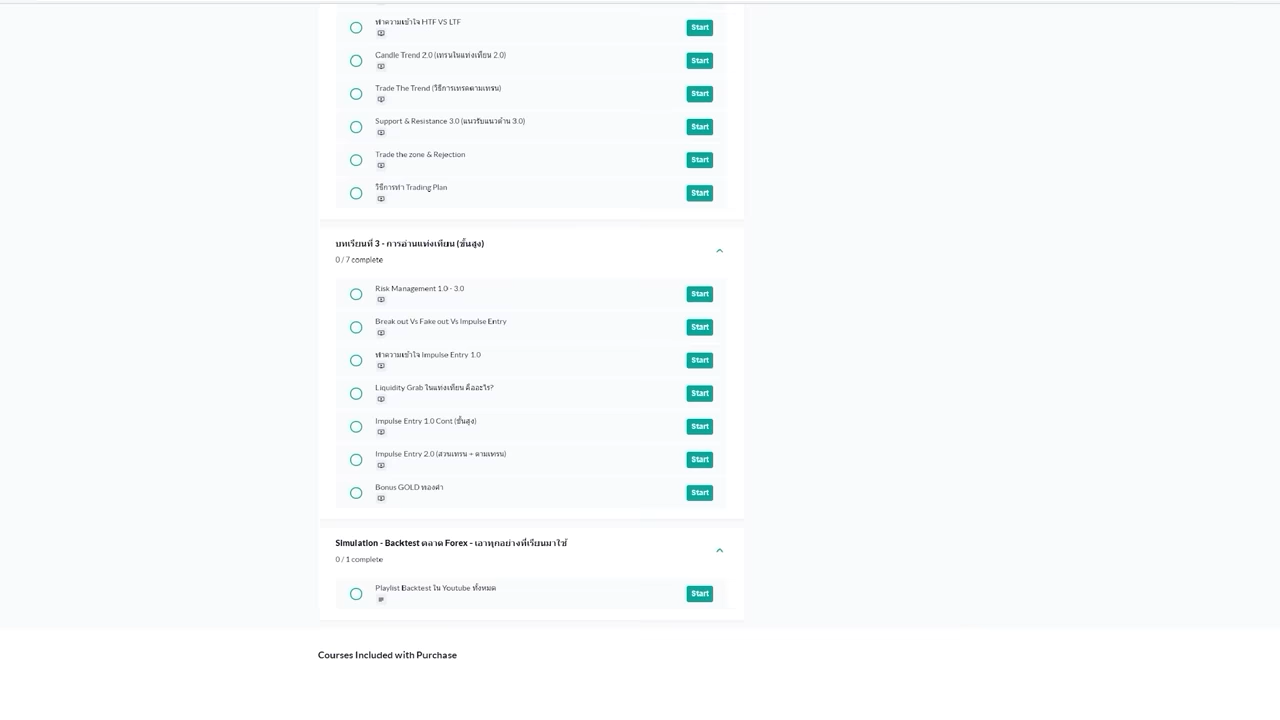 ทำความเข้าใจ HTF VS LTF
Start
Candle Trend 2.0 (เทรนในแท่งเทียน 2.0)
Start
Trade The Trend (วิธีการเทรดตามเทรน)
Start
Support & Resistance 3.0 (แนวรับแนวต้าน 3.0)
Start
Trade the zone & Rejection
Start
วิธีการทำ Trading Plan
Start
บทเรียนที่ 3 - การอ่านแท่งเทียน (ขั้นสูง)
0 / 7 complete
Risk Management 1.0 - 3.0
Start
Break out Vs Fake out Vs Impulse Entry
Start
ทำความเข้าใจ Impulse Entry 1.0
Start
Liquidity Grab ในแท่งเทียน คืออะไร?
Start
Impulse Entry 1.0 Cont (ขั้นสูง)
Start
Impulse Entry 2.0 (สวนเทรน + ตามเทรน)
Start
Bonus GOLD ทองคำ
Start
Simulation - Backtest ตลาด Forex - เอาทุกอย่างที่เรียนมาใช้
0 / 1 complete
Playlist Backtest ใน Youtube ทั้งหมด
Start
Courses Included with Purchase